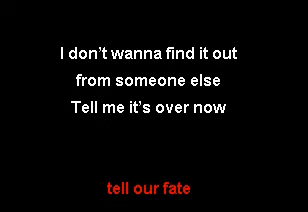 I don't wanna find it out
from someone else
Tell me it's over now
tell our fate